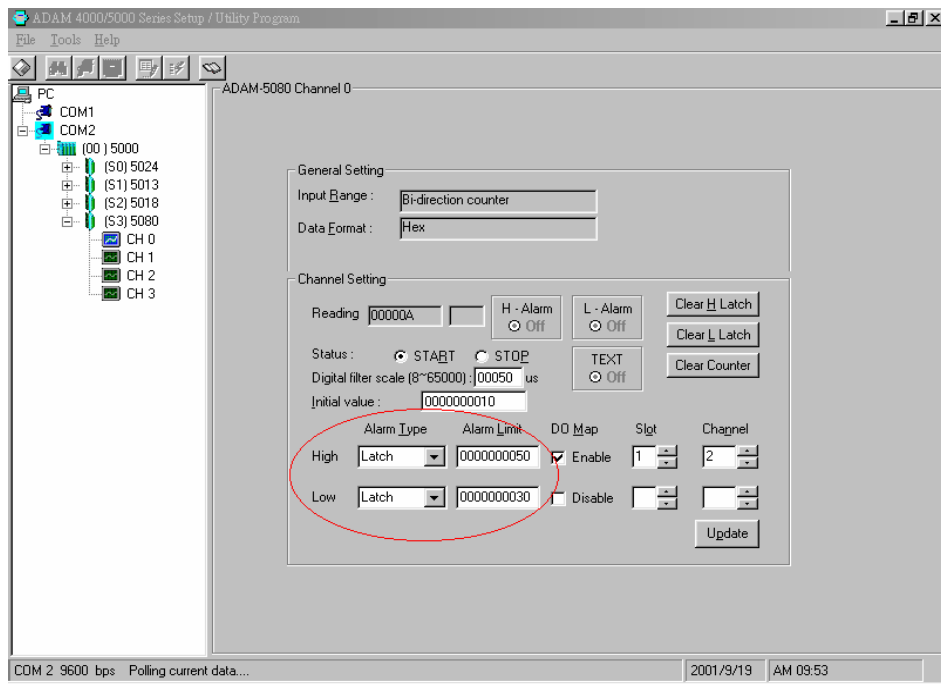 ADAM 4000/5000 Series Setup / Utility Program
File Tools Help
PC
COM1
COM2
(00 ) 5000
(S0) 5024
(S1) 5013
(S2) 5018
(S3) 5080
CH 0
CH 1
CH 2
CH 3
ADAM-5080 Channel 0
General Setting
Input Range : Bi-direction counter
Data Format : Hex
Channel Setting
Reading 00000A
H - Alarm
Off
L - Alarm
Off
Clear H Latch
Clear L Latch
Clear Counter
Status : START STOP
TEXT
Off
Digital filter scale (8~65000) : 00050 us
Initial value : 0000000010
Alarm Type Alarm Limit DO Map Slot Channel
High Latch 0000000050 Enable 1 2
Low Latch 0000000030 Disable
Update
COM 2 9600 bps Polling current data.... 2001/9/19 AM 09:53